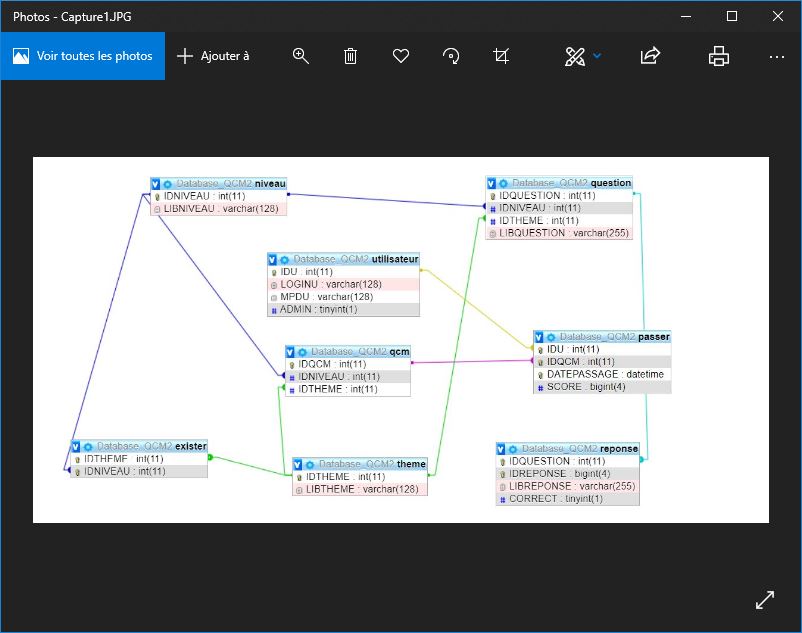 Photos - Capture1.JPG
Voir toutes les photos
Ajouter à
Database_QCM2 niveau
IDNIVEAU : int(11)
LIBNIVEAU : varchar(128)
Database_QCM2 question
IDQUESTION : int(11)
IDNIVEAU : int(11)
IDTHEME : int(11)
LIBQUESTION : varchar(255)
Database_QCM2 utilisateur
IDU : int(11)
LOGINU : varchar(128)
MPDU : varchar(128)
ADMIN : tinyint(1)
Database_QCM2 passer
IDU : int(11)
IDQCM : int(11)
DATEPASSAGE : datetime
SCORE : bigint(4)
Database_QCM2 qcm
IDQCM : int(11)
IDNIVEAU : int(11)
IDTHEME : int(11)
Database_QCM2 exister
IDTHEME : int(11)
IDNIVEAU : int(11)
Database_QCM2 theme
IDTHEME : int(11)
LIBTHEME : varchar(128)
Database_QCM2 reponse
IDQUESTION : int(11)
IDREPONSE : bigint(4)
LIBREPONSE : varchar(255)
CORRECT : tinyint(1)